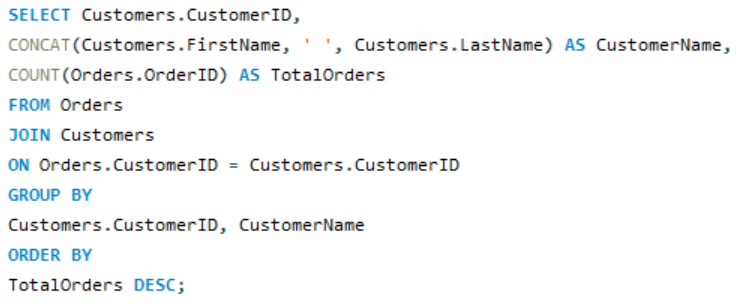 SELECT Customers.CustomerID,
CONCAT(Customers.FirstName, ' ', Customers.LastName) AS CustomerName,
COUNT(Orders.OrderID) AS TotalOrders
FROM Orders
JOIN Customers
ON Orders.CustomerID = Customers.CustomerID
GROUP BY
Customers.CustomerID, CustomerName
ORDER BY
TotalOrders DESC;